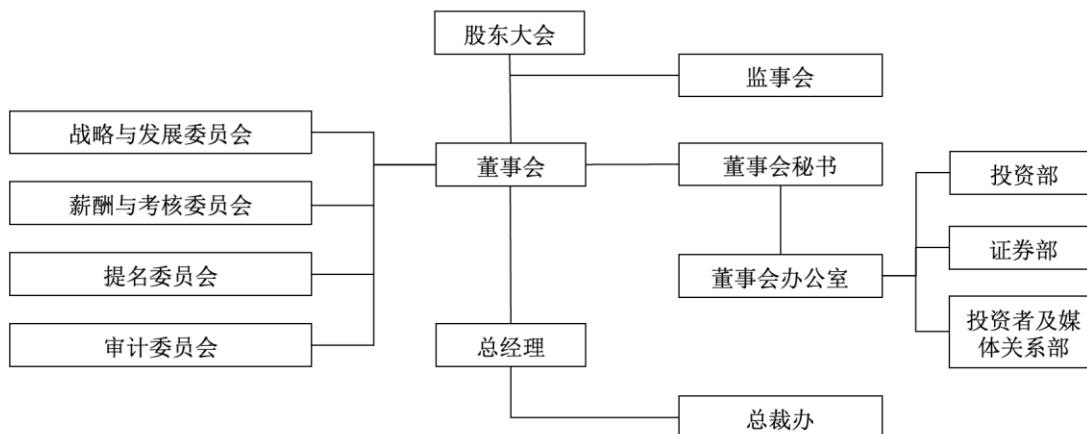 股东大会
监事会
战略与发展委员会
董事会
董事会秘书
投资部
薪酬与考核委员会
证券部
提名委员会
董事会办公室
审计委员会
总经理
投资者及媒
体关系部
总裁办